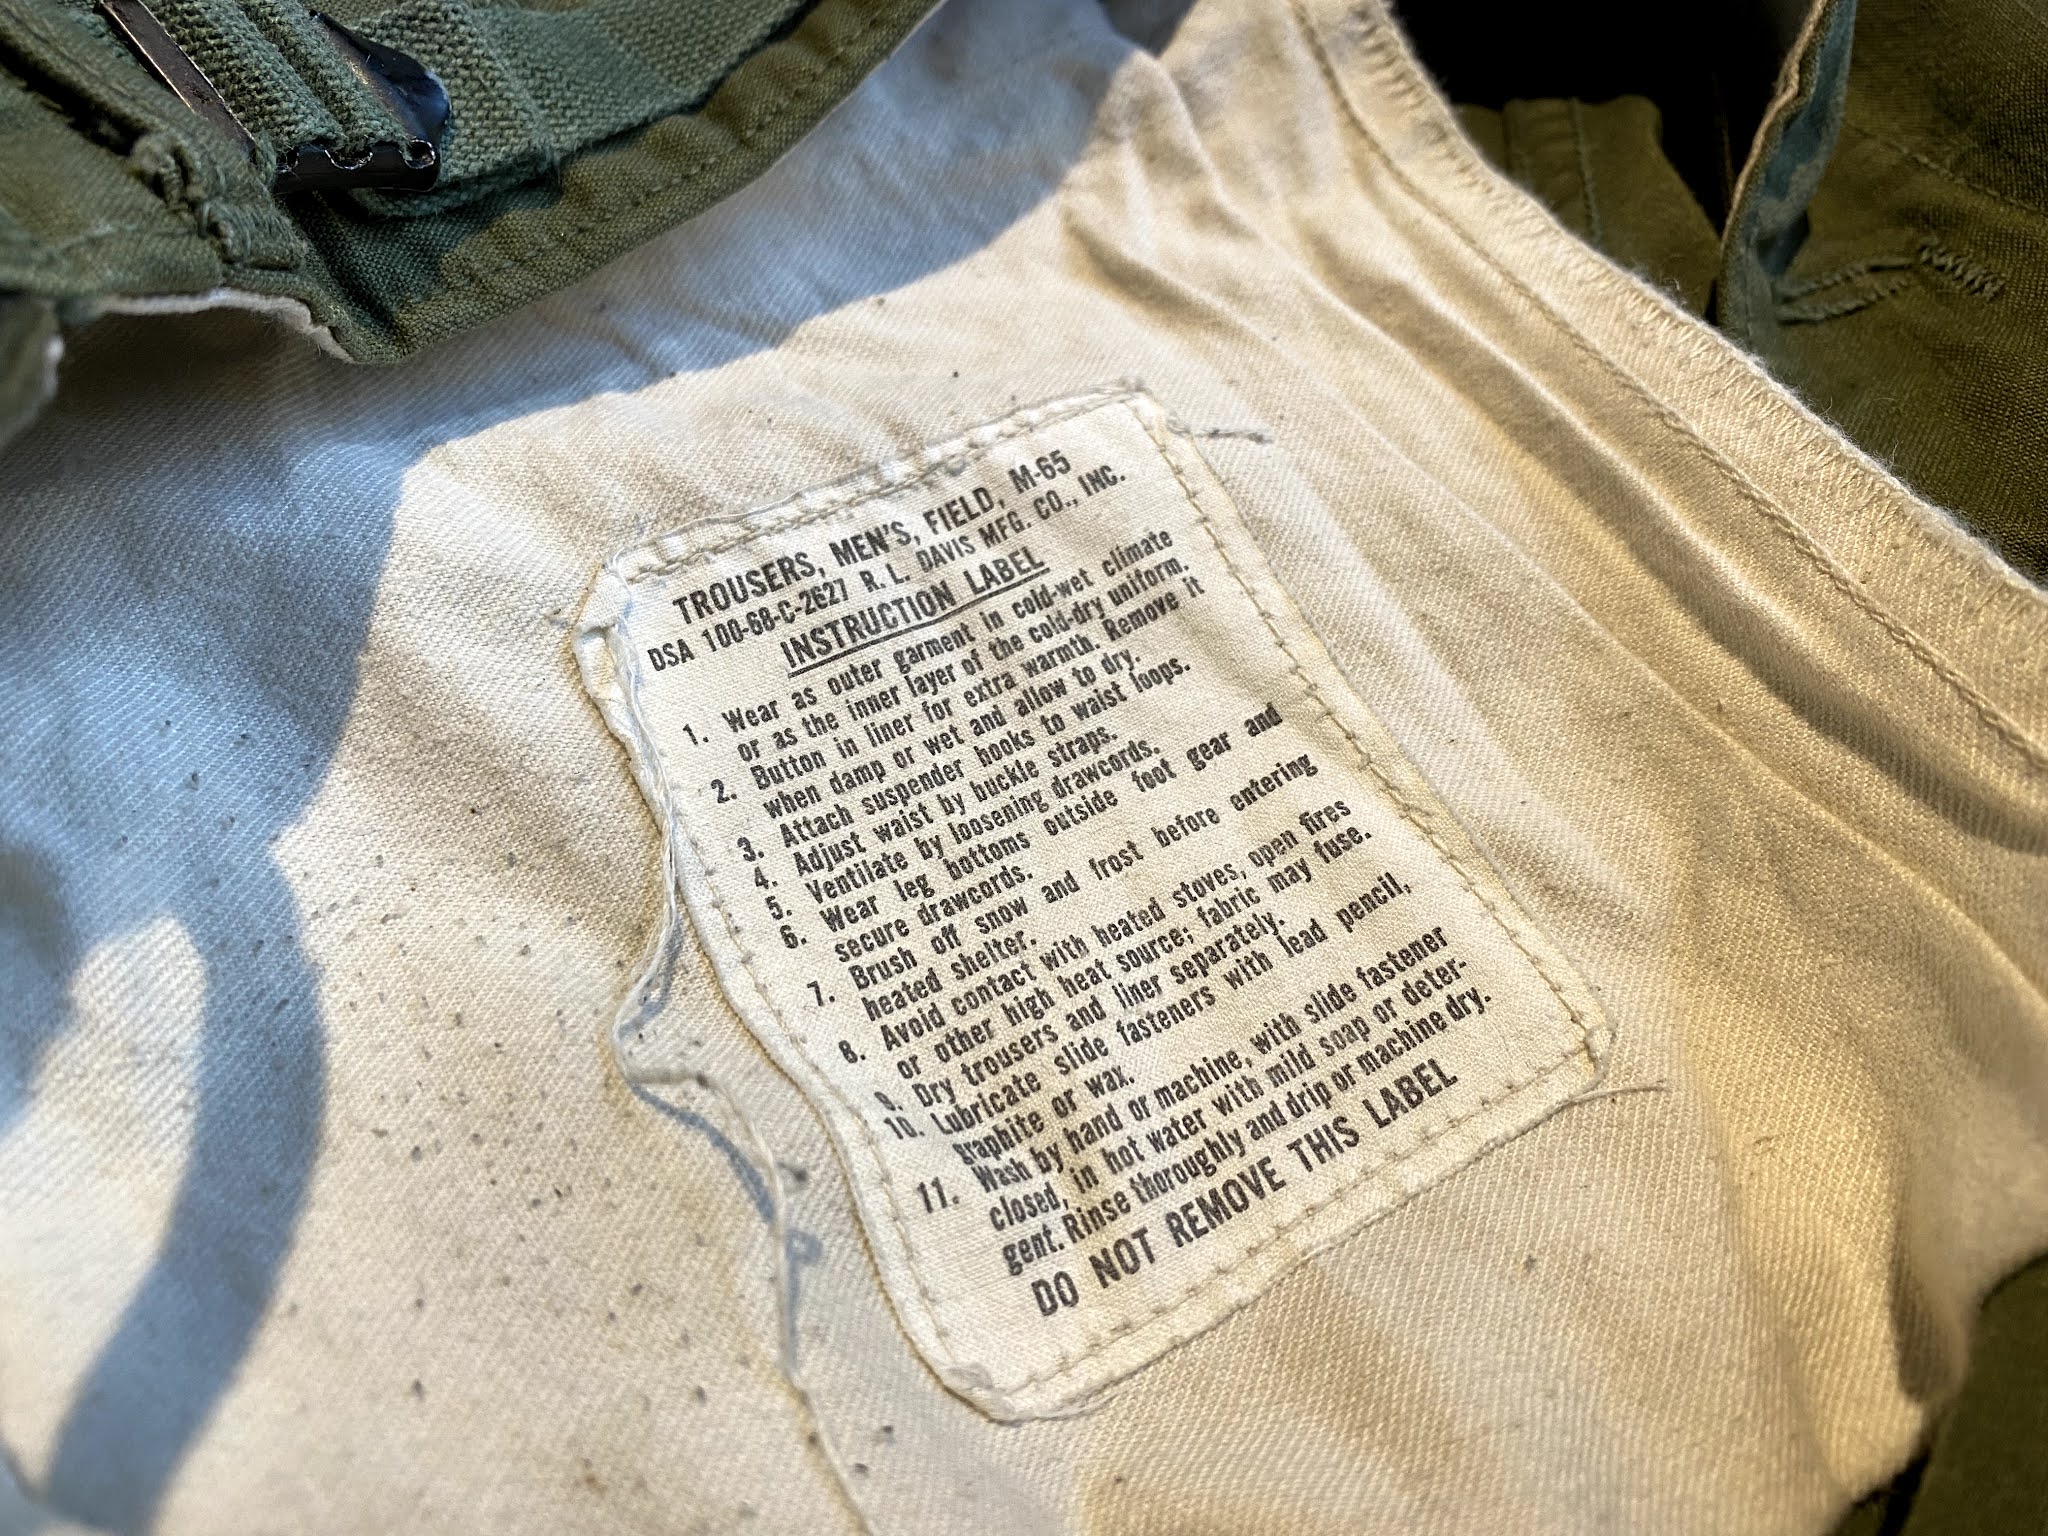 TROUSERS, MEN'S, FIELD, M-65
DSA 100-68-C-2627 R. L. DAVIS MFG. CO., INC.
INSTRUCTION LABEL
1. Wear as outer garment in cold-wet climate
or as the inner layer of the cold-dry uniform.
2. Button in liner for extra warmth. Remove it
when damp or wet and allow to dry.
3. Attach suspender hooks to waist loops.
4. Adjust waist by buckle straps.
5. Ventilate by loosening drawcords.
6. Wear leg bottoms outside foot gear and
secure drawcords.
7. Brush off snow and frost before entering
heated shelter.
8. Avoid contact with heated stoves, open fires
or other high heat source; fabric may fuse.
9. Dry trousers and liner separately.
10. Lubricate slide fasteners with lead pencil,
graphite or wax.
11. Wash by hand or machine, with slide fastener
closed, in hot water with mild soap or deter-
gent. Rinse thoroughly and drip or machine dry.
DO NOT REMOVE THIS LABEL